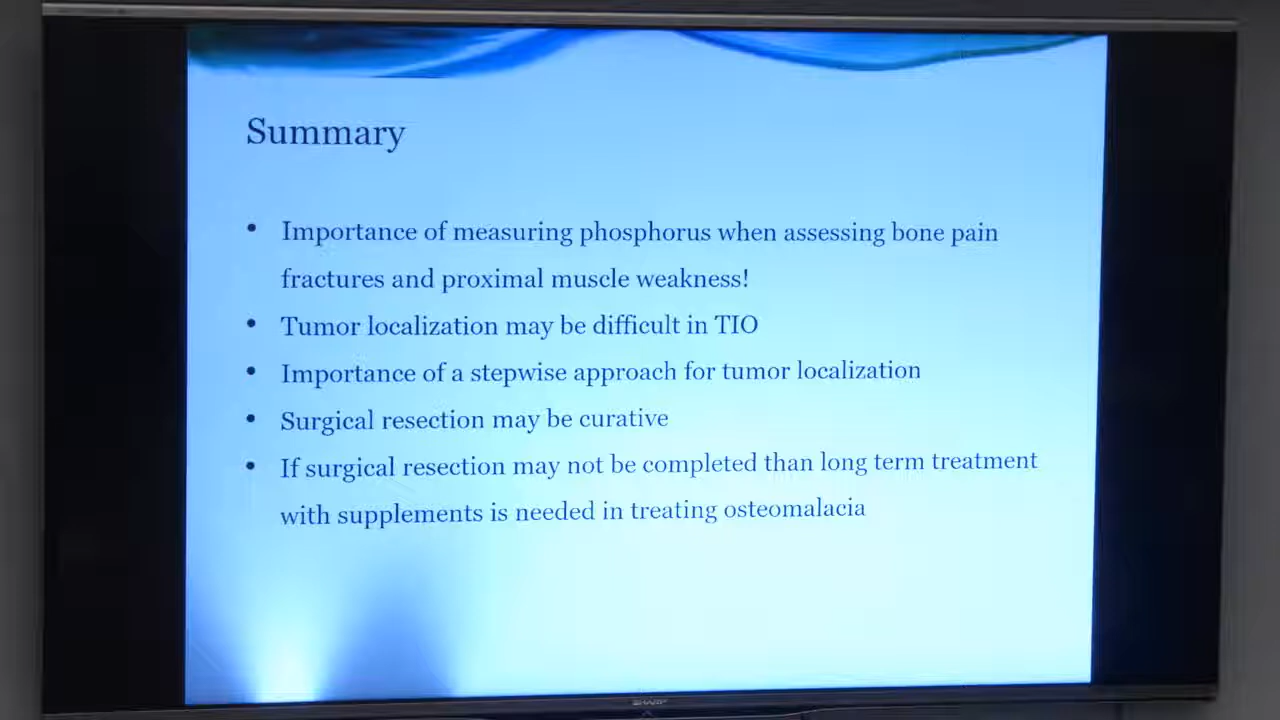 Summary
• Importance of measuring phosphorus when assessing bone pain
fractures and proximal muscle weakness!
• Tumor localization may be difficult in TIO
• Importance of a stepwise approach for tumor localization
• Surgical resection may be curative
• If surgical resection may not be completed than long term treatment
with supplements is needed in treating osteomalacia
SHARP